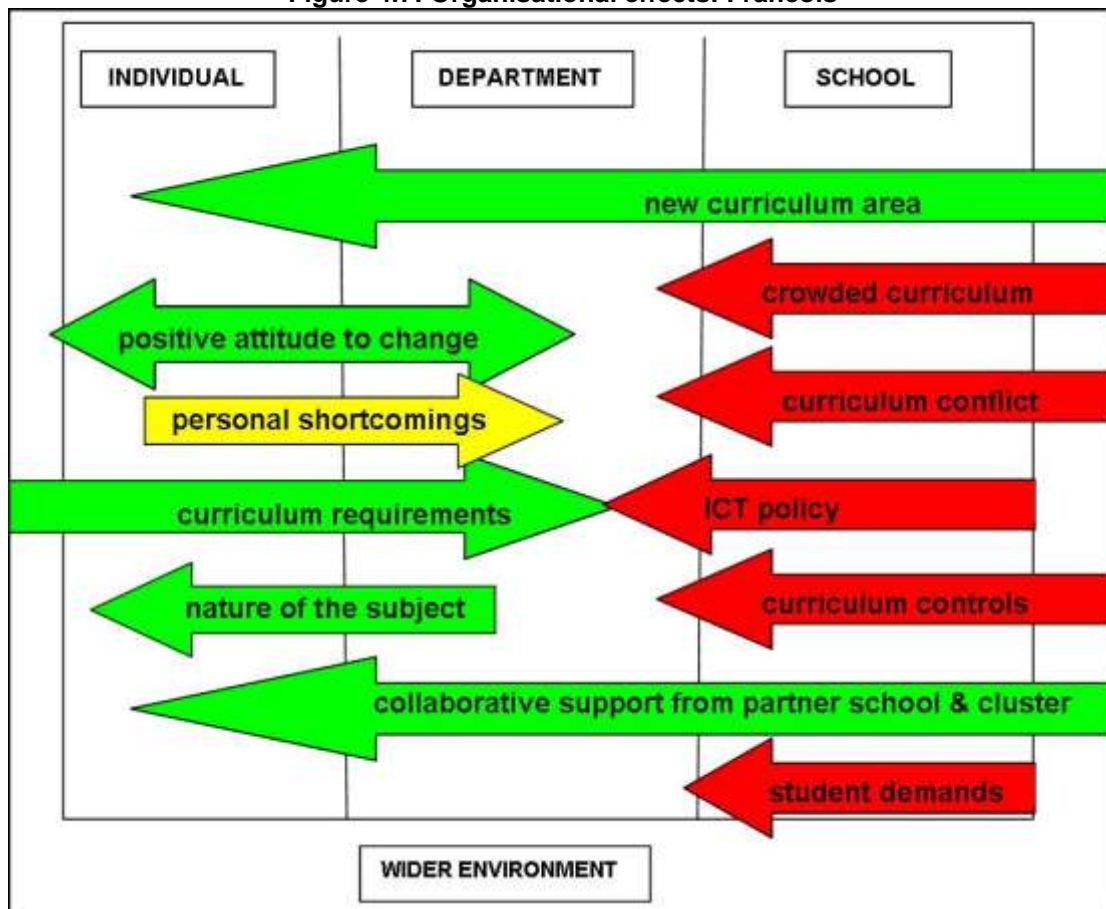 INDIVIDUAL DEPARTMENT SCHOOL
new curriculum area
crowded curriculum
positive attitude to change
curriculum conflict
personal shortcomings
ICT policy
curriculum requirements
nature of the subject
curriculum controls
collaborative support from partner school & cluster
student demands
WIDER ENVIRONMENT